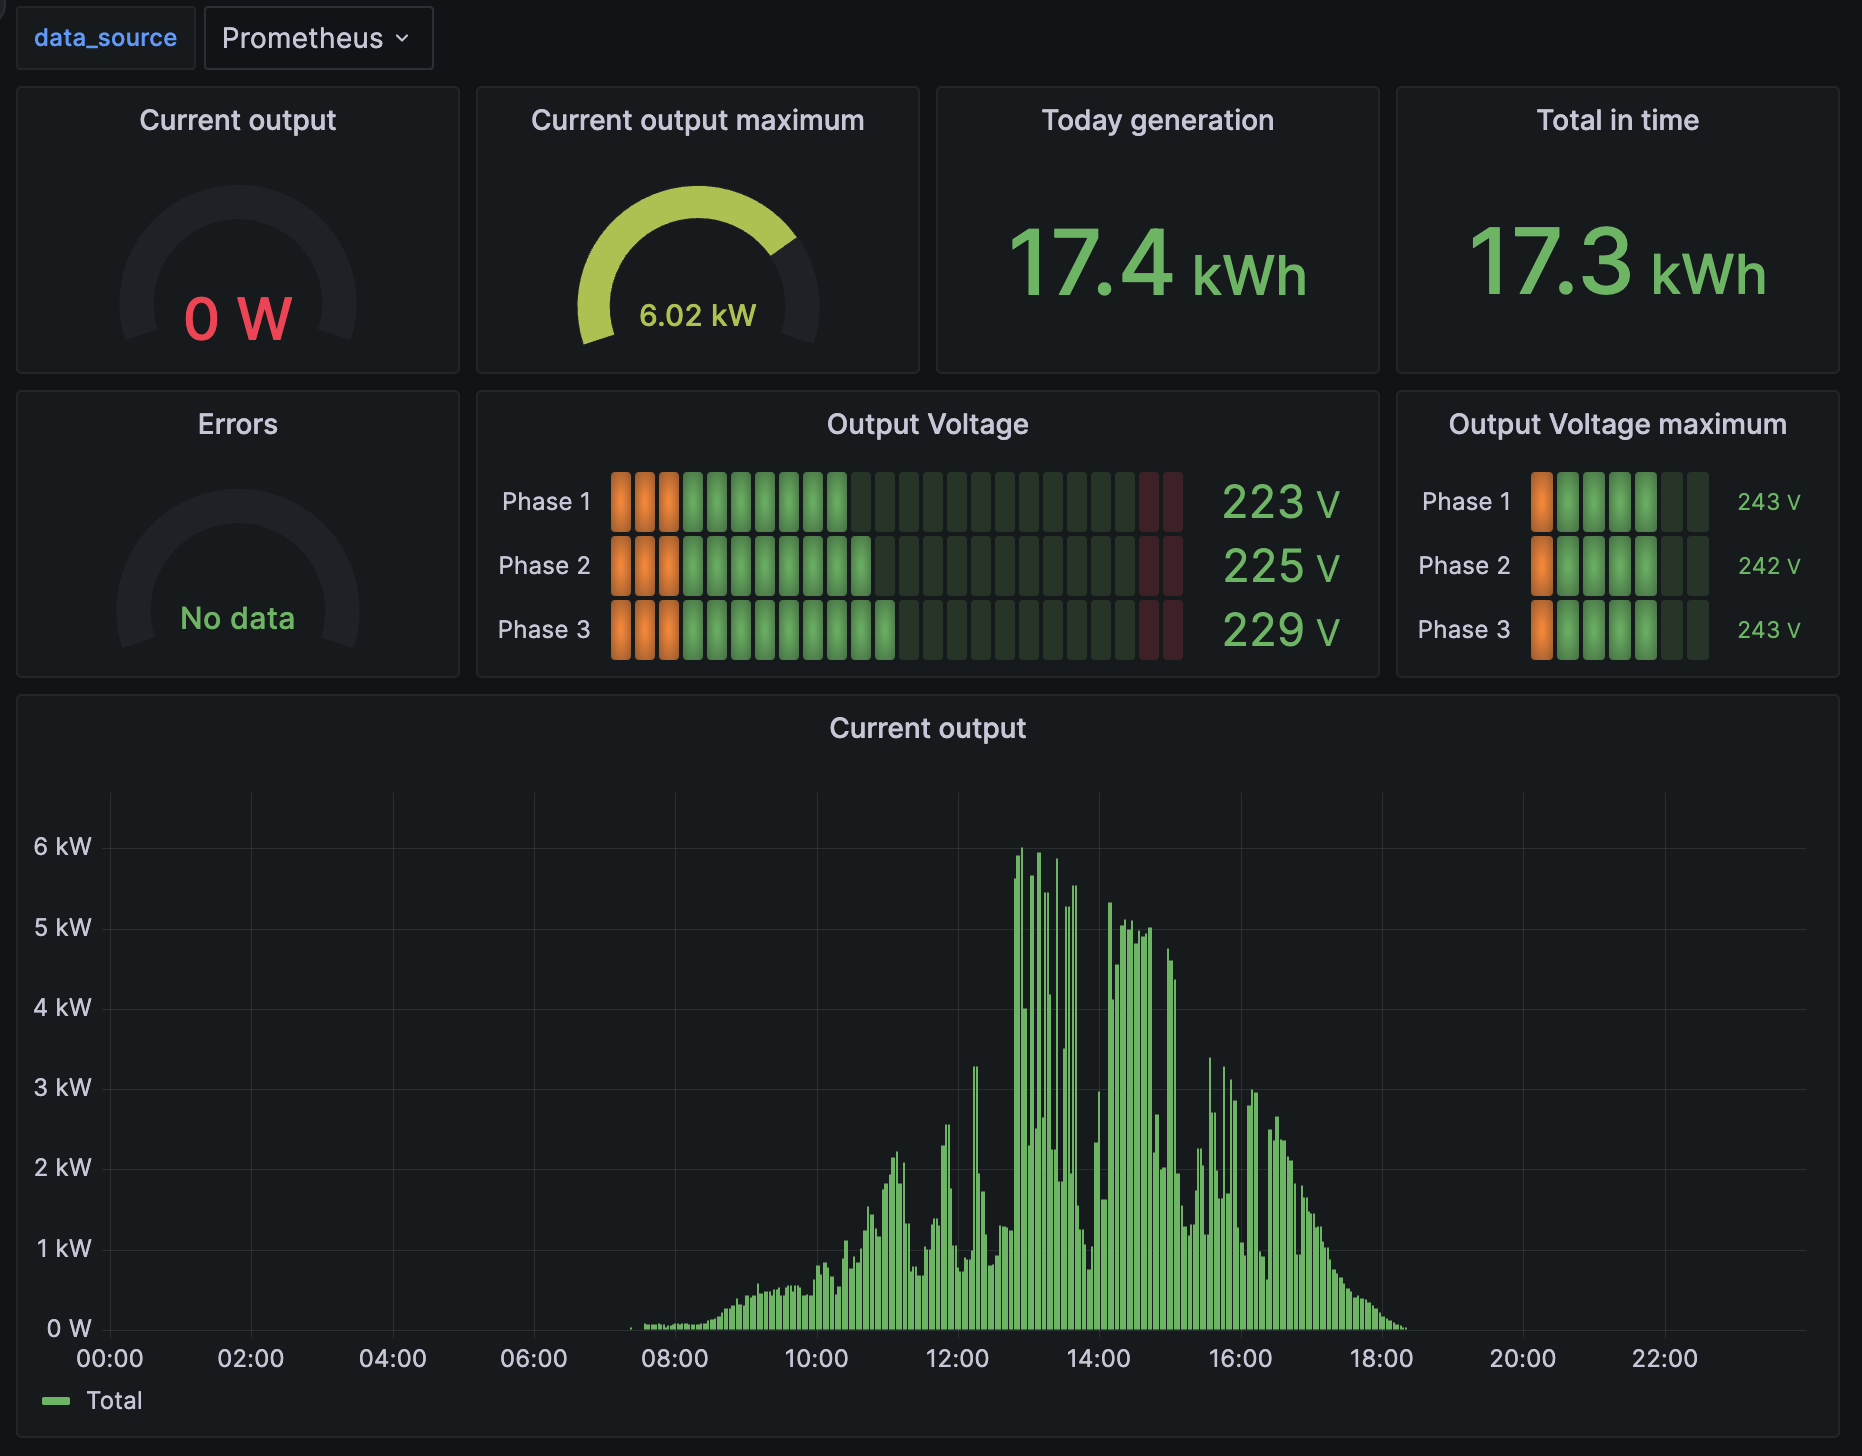 data_source Prometheus
Current output
0 W
Current output maximum
6.02 kW
Today generation
17.4 kWh
Total in time
17.3 kWh
Errors
No data
Output Voltage
Phase 1 223 V
Phase 2 225 V
Phase 3 229 V
Output Voltage maximum
Phase 1 243 V
Phase 2 242 V
Phase 3 243 V
Current output
6 kW
5 kW
4 kW
3 kW
2 kW
1 kW
0 W
00:00 02:00 04:00 06:00 08:00 10:00 12:00 14:00 16:00 18:00 20:00 22:00
Total